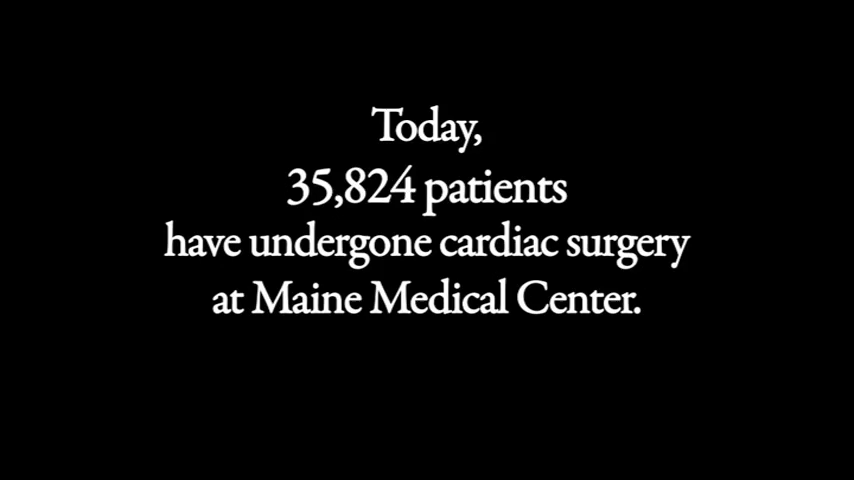 Today,
35,824 patients
have undergone cardiac surgery
at Maine Medical Center.